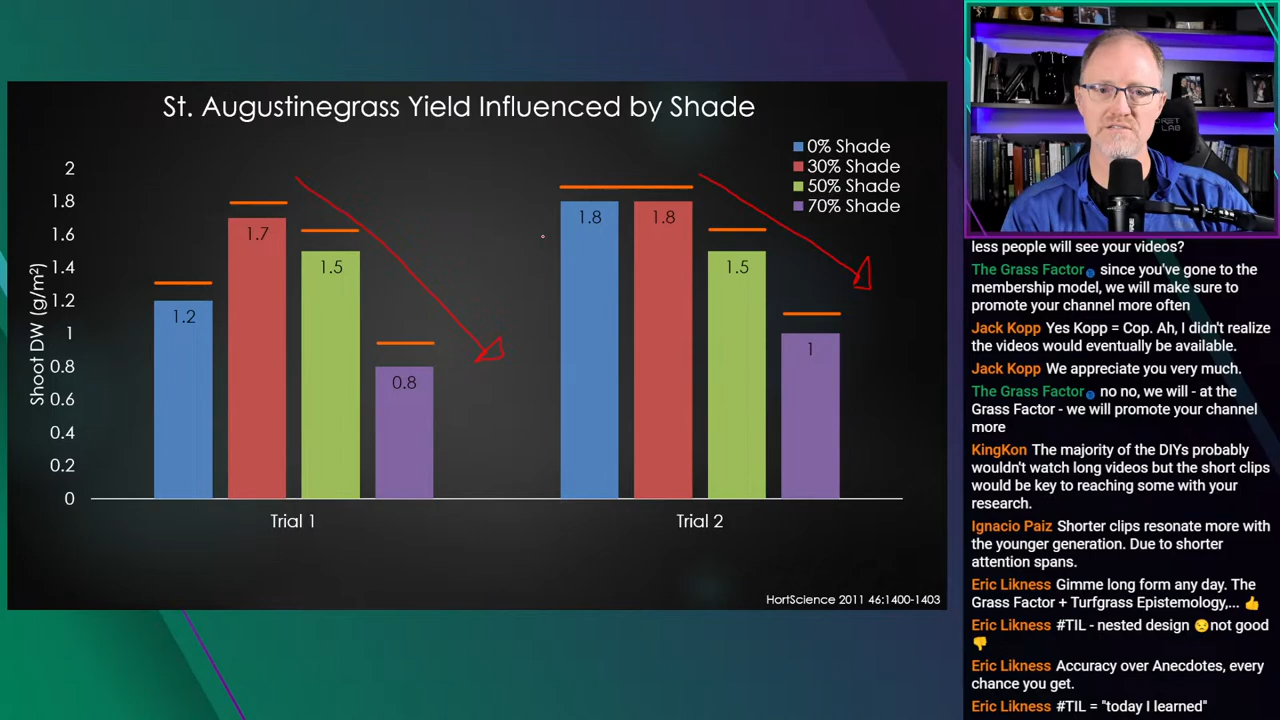 St. Augustinegrass Yield Influenced by Shade
0% Shade
30% Shade
50% Shade
70% Shade
Shoot DW (g/m²)
2
1.8
1.6
1.4
1.2
1
0.8
0.6
0.4
0.2
0
1.2
1.7
1.5
0.8
1.8
1.8
1.5
1
Trial 1
Trial 2
HortScience 2011 46:1400-1403
less people will see your videos?
The Grass Factor since you've gone to the
membership model, we will make sure to
promote your channel more often
Jack Kopp Yes Kopp = Cop. Ah, I didn't realize
the videos would eventually be available.
Jack Kopp We appreciate you very much.
The Grass Factor no no, we will - at the
Grass Factor - we will promote your channel
more
KingKon The majority of the DIYs probably
wouldn't watch long videos but the short clips
would be key to reaching some with your
research.
Ignacio Paiz Shorter clips resonate more with
the younger generation. Due to shorter
attention spans.
Eric Likness Gimme long form any day. The
Grass Factor + Turfgrass Epistemology,... 👍
Eric Likness #TIL - nested design 😟not good
👎
Eric Likness Accuracy over Anecdotes, every
chance you get.
Eric Likness #TIL = "today I learned"